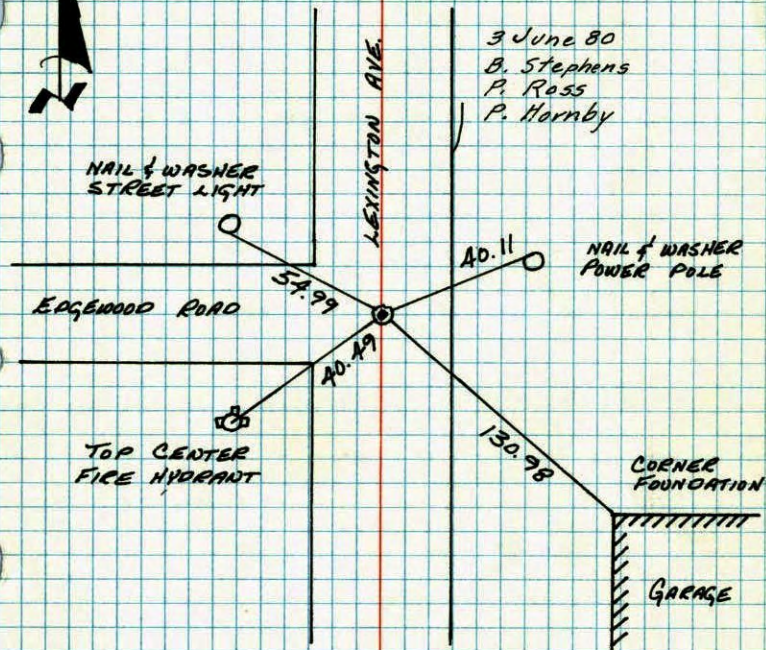 3 June 80
B. Stephens
P. Ross
P. Hornby
LEXINGTON AVE.
NAIL & WASHER
STREET LIGHT
40.11
NAIL & WASHER
POWER POLE
54.99
EDGEWOOD ROAD
40.49
TOP CENTER
FIRE HYDRANT
130.98
CORNER
FOUNDATION
GARAGE